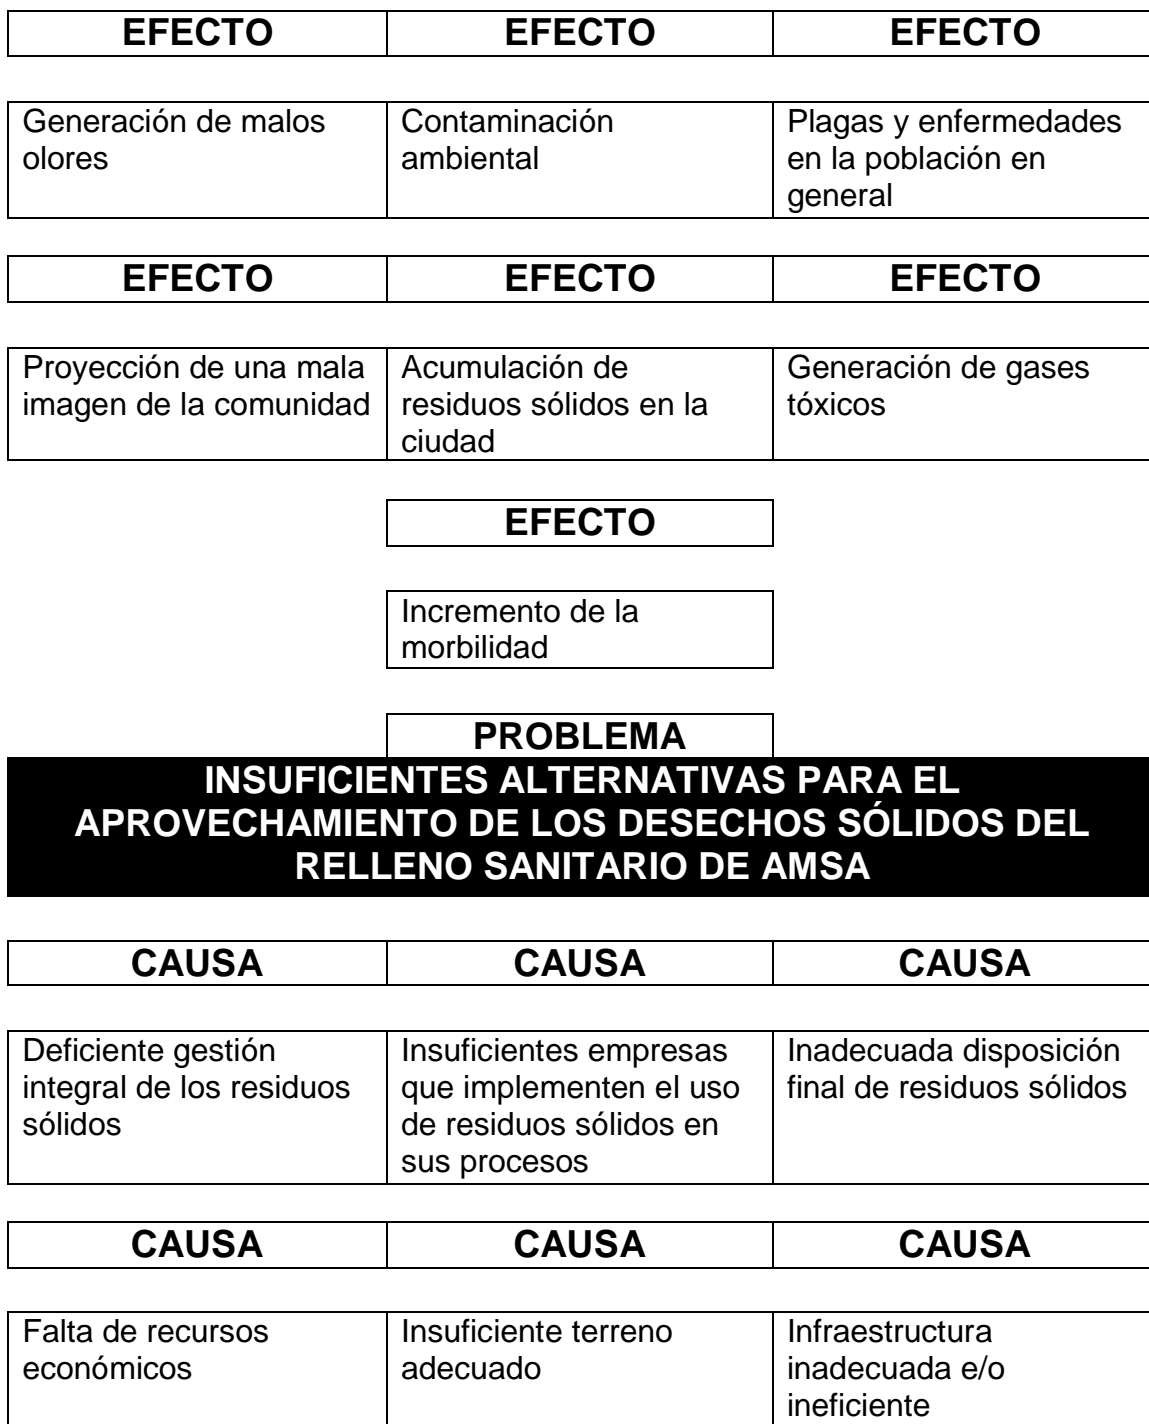 EFECTO EFECTO EFECTO
Generación de malos
olores
Contaminación
ambiental
Plagas y enfermedades
en la población en
general
EFECTO EFECTO EFECTO
Proyección de una mala
imagen de la comunidad
Acumulación de
residuos sólidos en la
ciudad
Generación de gases
tóxicos
EFECTO
Incremento de la
morbilidad
PROBLEMA
INSUFICIENTES ALTERNATIVAS PARA EL
APROVECHAMIENTO DE LOS DESECHOS SÓLIDOS DEL
RELLENO SANITARIO DE AMSA
CAUSA CAUSA CAUSA
Deficiente gestión
integral de los residuos
sólidos
Insuficientes empresas
que implementen el uso
de residuos sólidos en
sus procesos
Inadecuada disposición
final de residuos sólidos
CAUSA CAUSA CAUSA
Falta de recursos
económicos
Insuficiente terreno
adecuado
Infraestructura
inadecuada e/o
ineficiente